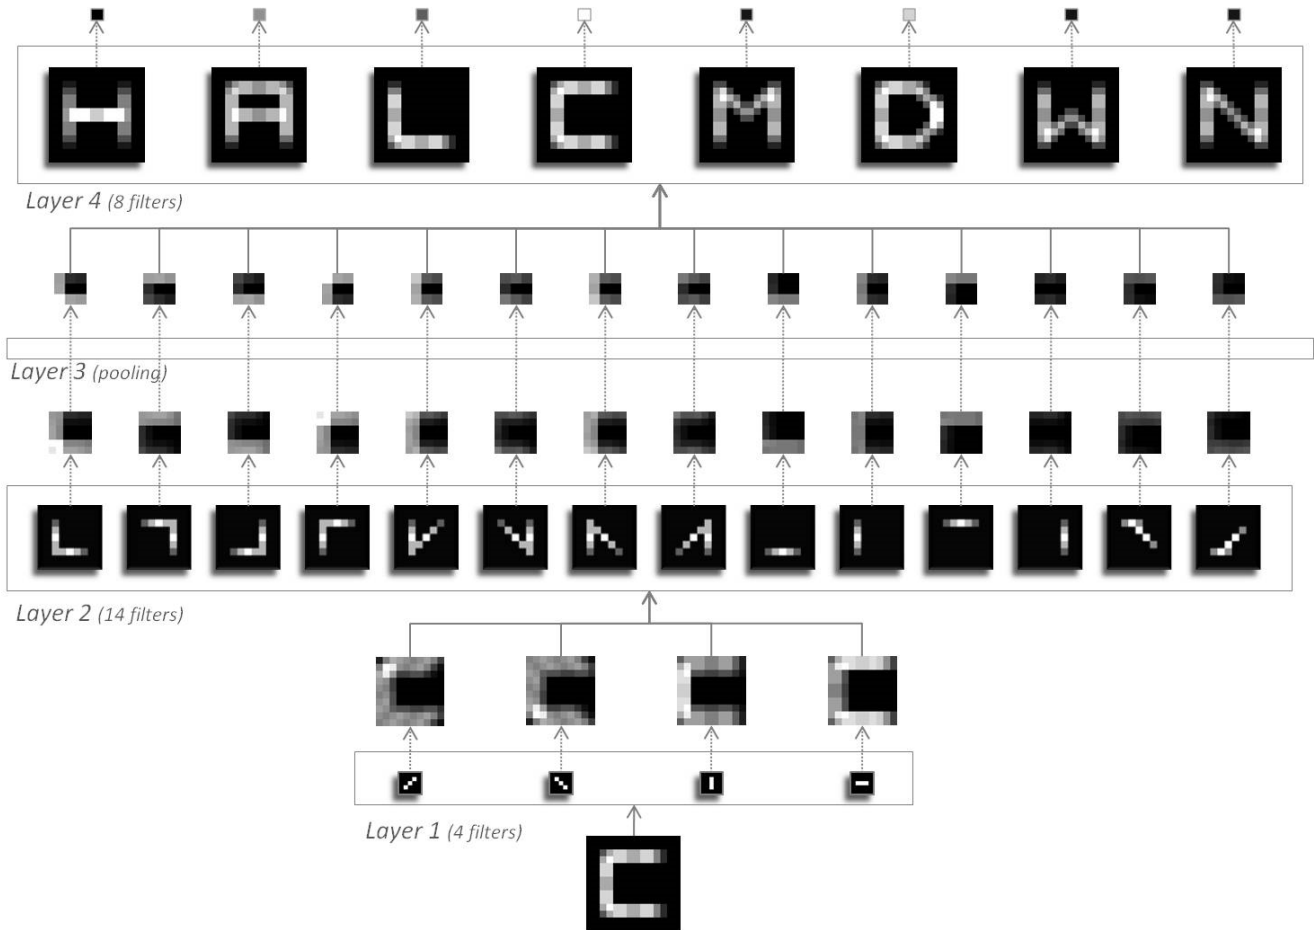 H A L C M D W N
Layer 4 (8 filters)
Layer 3 (pooling)
Layer 2 (14 filters)
Layer 1 (4 filters)
C